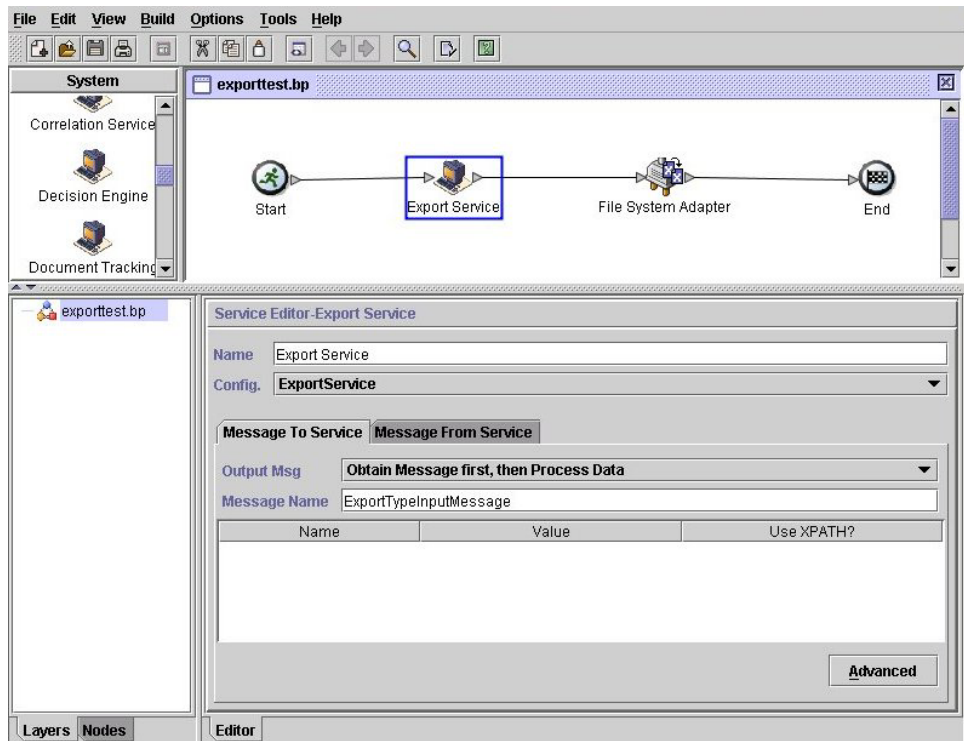 File Edit View Build Options Tools Help
System
exporttest.bp
Correlation Service
Decision Engine
Document Tracking
Start
Export Service
File System Adapter
End
exporttest.bp
Service Editor-Export Service
Name Export Service
Config. ExportService
Message To Service Message From Service
Output Msg Obtain Message first, then Process Data
Message Name ExportTypeInputMessage
Name Value Use XPATH?
Advanced
Layers Nodes
Editor